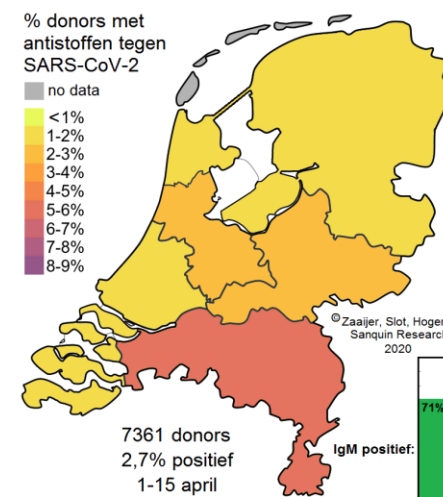 % donors met
antistoffen tegen
SARS-CoV-2
no data
<1%
1-2%
2-3%
3-4%
4-5%
5-6%
6-7%
7-8%
8-9%
© Zaaijer, Slot, Hoger
Sanquin Research
2020
7361 donors
2,7% positief
1-15 april
71%
IgM positief: